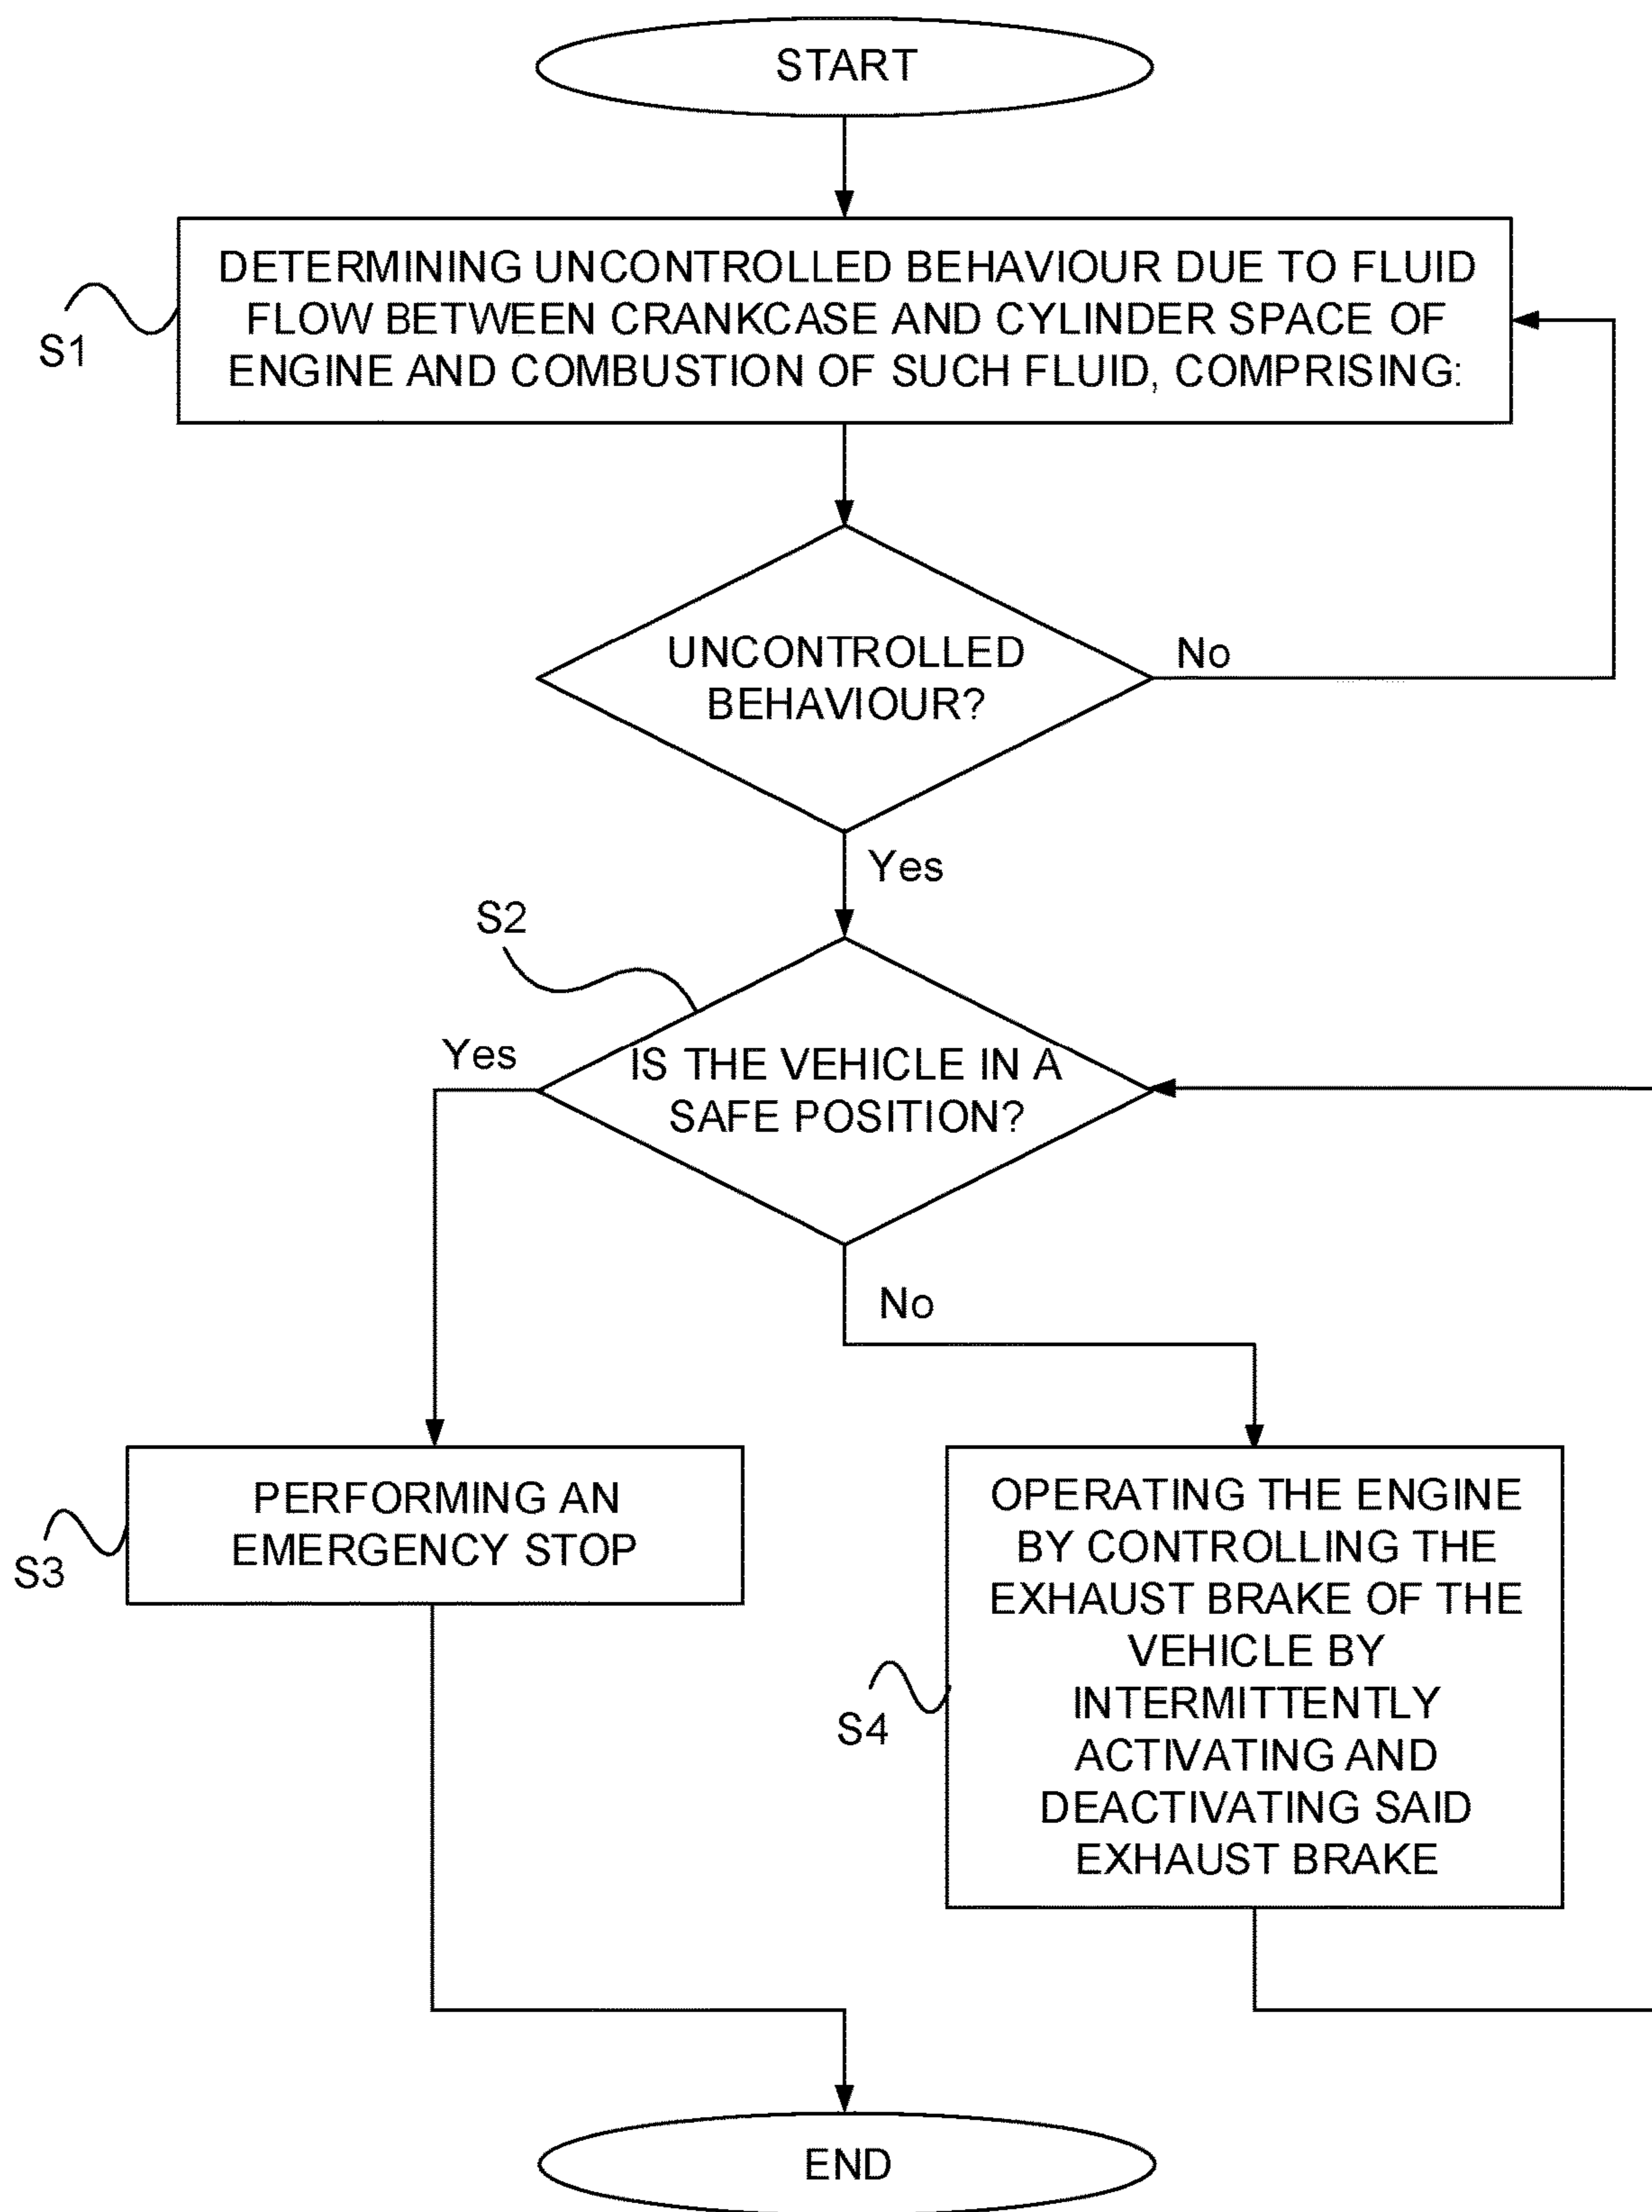 START
DETERMINING UNCONTROLLED BEHAVIOUR DUE TO FLUID
FLOW BETWEEN CRANKCASE AND CYLINDER SPACE OF
ENGINE AND COMBUSTION OF SUCH FLUID, COMPRISING:
S1
UNCONTROLLED
BEHAVIOUR?
No
Yes
S2
IS THE VEHICLE IN A
SAFE POSITION?
Yes
No
PERFORMING AN
EMERGENCY STOP
S3
OPERATING THE ENGINE
BY CONTROLLING THE
EXHAUST BRAKE OF THE
VEHICLE BY
INTERMITTENTLY
ACTIVATING AND
DEACTIVATING SAID
EXHAUST BRAKE
S4
END